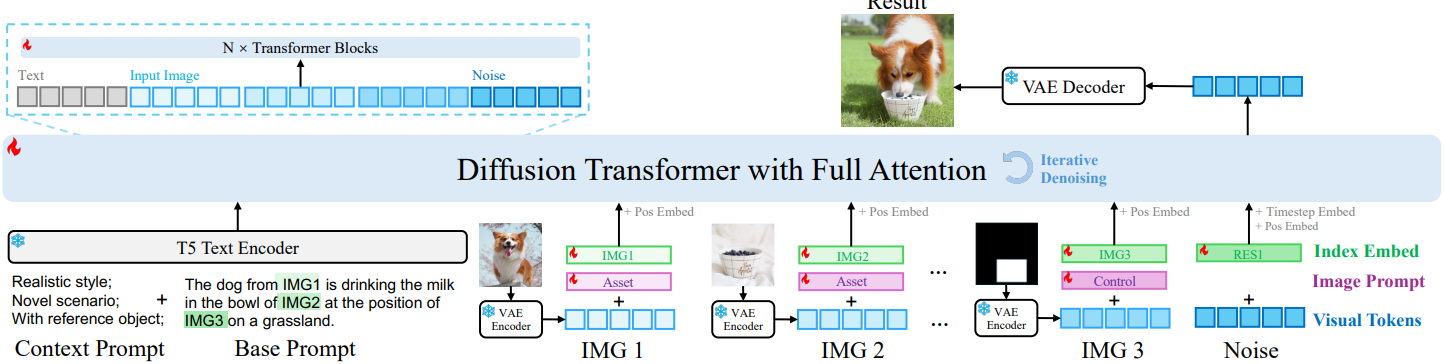 Result
N × Transformer Blocks
Text
Input Image
Noise
VAE Decoder
Diffusion Transformer with Full Attention
Iterative
Denoising
+ Pos Embed
+ Pos Embed
+ Pos Embed
+ Timestep Embed
+ Pos Embed
T5 Text Encoder
IMG1
IMG2
IMG3
RES1
Index Embed
Asset
Asset
Control
Image Prompt
...
+
+
+
+
Realistic style;
Novel scenario;
With reference object;
+
The dog from IMG1 is drinking the milk
in the bowl of IMG2 at the position of
IMG3 on a grassland.
VAE
Encoder
VAE
Encoder
...
VAE
Encoder
Visual Tokens
Context Prompt
Base Prompt
IMG 1
IMG 2
IMG 3
Noise